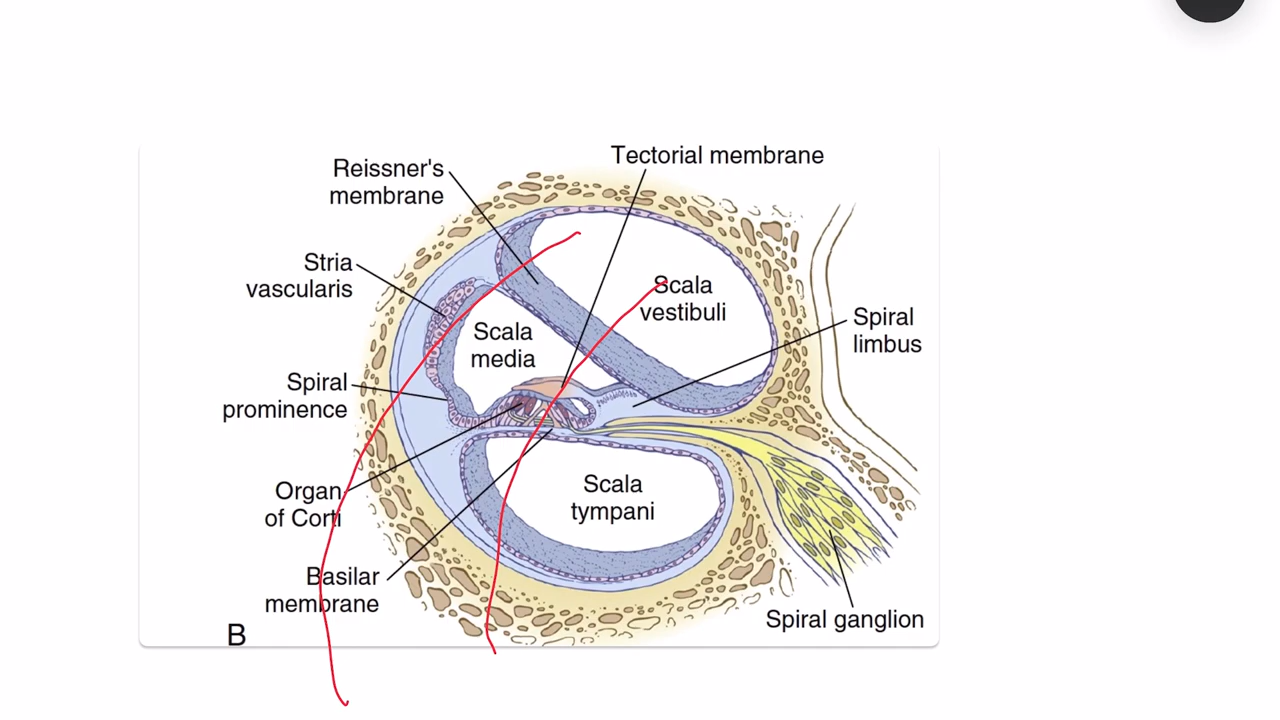 Tectorial membrane
Reissner's
membrane
Stria
vascularis
Scala
vestibuli
Spiral
limbus
Scala
media
Spiral
prominence
Organ
of Corti
Scala
tympani
Basilar
membrane
Spiral ganglion
B